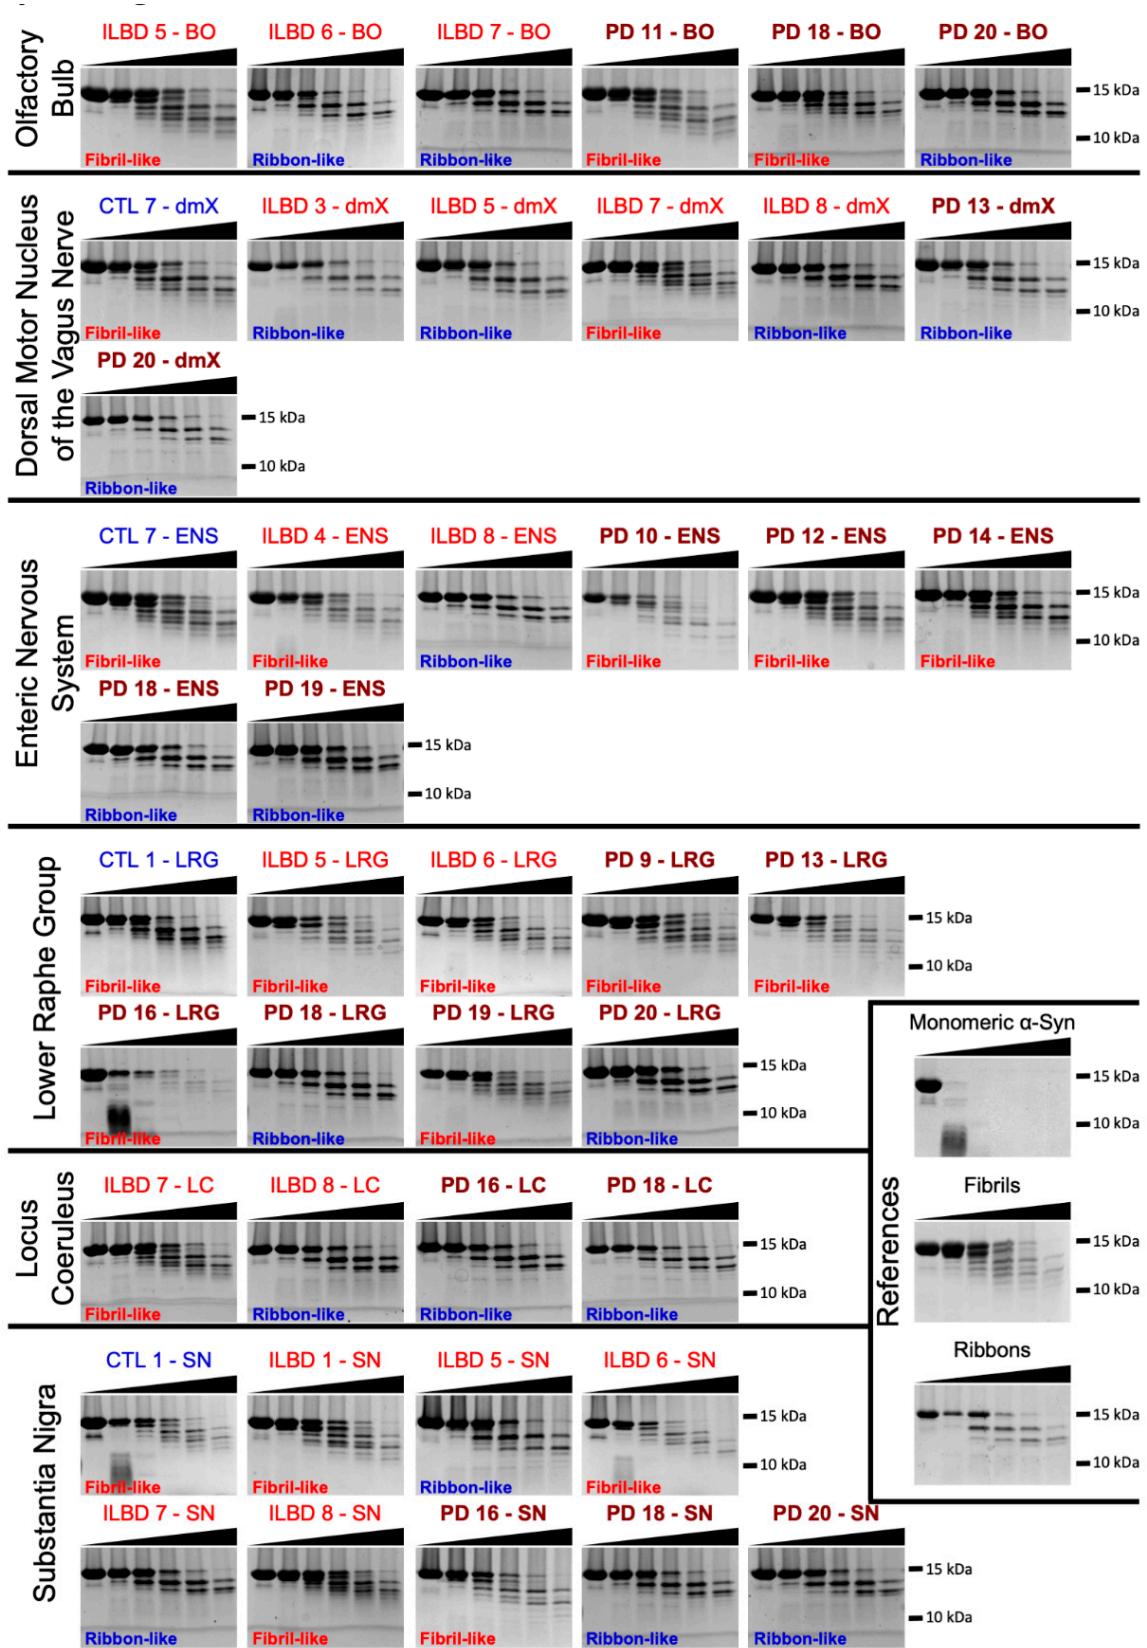 Olfactory
Bulb
ILBD 5 - BO
ILBD 6 - BO
ILBD 7 - BO
PD 11 - BO
PD 18 - BO
PD 20 - BO
Fibril-like
Ribbon-like
Ribbon-like
Fibril-like
Fibril-like
Ribbon-like
15 kDa
10 kDa
Dorsal Motor Nucleus
of the Vagus Nerve
CTL 7 - dmX
ILBD 3 - dmX
ILBD 5 - dmX
ILBD 7 - dmX
ILBD 8 - dmX
PD 13 - dmX
Fibril-like
Ribbon-like
Ribbon-like
Fibril-like
Ribbon-like
Ribbon-like
15 kDa
10 kDa
PD 20 - dmX
Ribbon-like
15 kDa
10 kDa
Enteric Nervous
System
CTL 7 - ENS
ILBD 4 - ENS
ILBD 8 - ENS
PD 10 - ENS
PD 12 - ENS
PD 14 - ENS
Fibril-like
Fibril-like
Ribbon-like
Fibril-like
Fibril-like
Fibril-like
15 kDa
10 kDa
PD 18 - ENS
PD 19 - ENS
Ribbon-like
Ribbon-like
15 kDa
10 kDa
Lower Raphe Group
CTL 1 - LRG
ILBD 5 - LRG
ILBD 6 - LRG
PD 9 - LRG
PD 13 - LRG
Fibril-like
Fibril-like
Fibril-like
Fibril-like
Fibril-like
15 kDa
10 kDa
PD 16 - LRG
PD 18 - LRG
PD 19 - LRG
PD 20 - LRG
Fibril-like
Ribbon-like
Fibril-like
Ribbon-like
15 kDa
10 kDa
Locus
Coeruleus
ILBD 7 - LC
ILBD 8 - LC
PD 16 - LC
PD 18 - LC
Fibril-like
Ribbon-like
Ribbon-like
Ribbon-like
15 kDa
10 kDa
Substantia Nigra
CTL 1 - SN
ILBD 1 - SN
ILBD 5 - SN
ILBD 6 - SN
Fibril-like
Fibril-like
Ribbon-like
Fibril-like
15 kDa
10 kDa
ILBD 7 - SN
ILBD 8 - SN
PD 16 - SN
PD 18 - SN
PD 20 - SN
Ribbon-like
Fibril-like
Fibril-like
Ribbon-like
Ribbon-like
15 kDa
10 kDa
References
Monomeric α-Syn
15 kDa
10 kDa
Fibrils
15 kDa
10 kDa
Ribbons
15 kDa
10 kDa